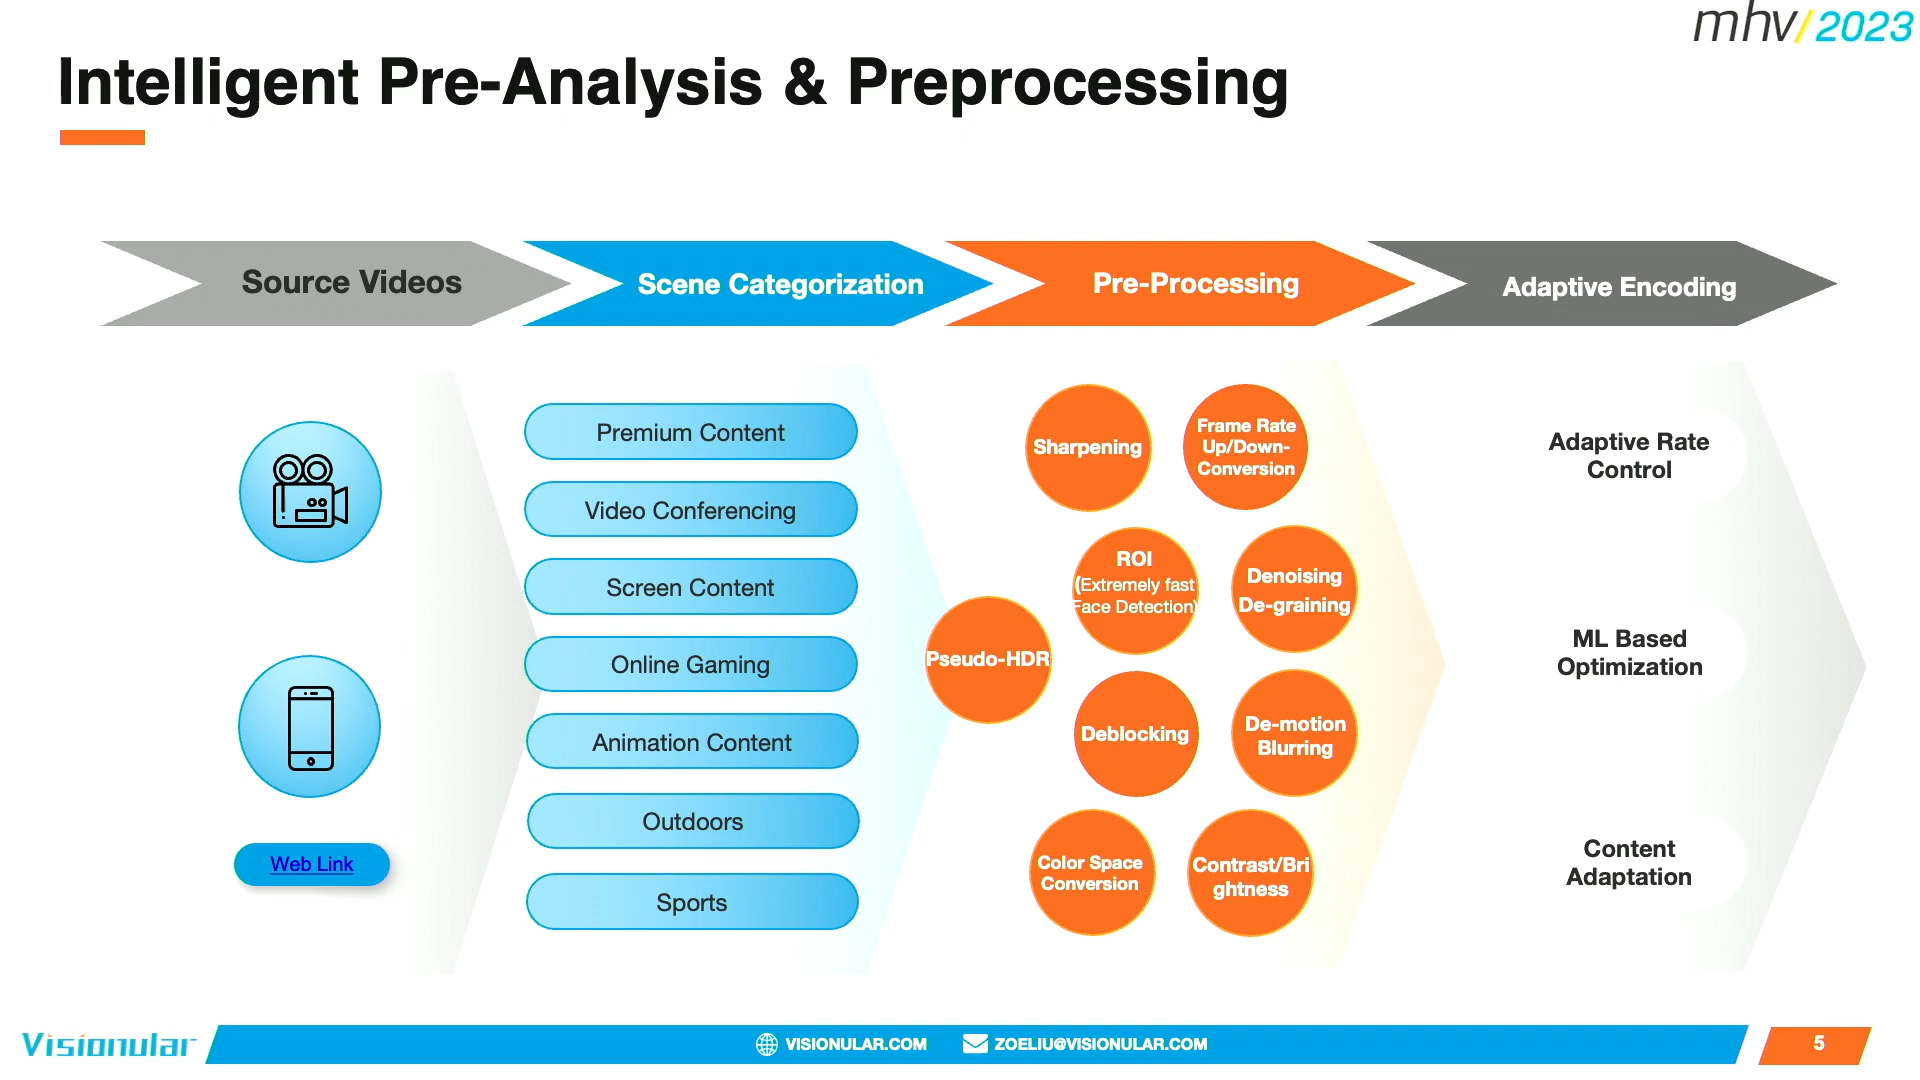 mhv/2023
Intelligent Pre-Analysis & Preprocessing
Source Videos
Scene Categorization
Pre-Processing
Adaptive Encoding
Web Link
Premium Content
Video Conferencing
Screen Content
Online Gaming
Animation Content
Outdoors
Sports
Pseudo-HDR
Sharpening
Frame Rate
Up/Down-
Conversion
ROI
(Extremely fast
Face Detection)
Denoising
De-graining
Deblocking
De-motion
Blurring
Color Space
Conversion
Contrast/Bri
ghtness
Adaptive Rate
Control
ML Based
Optimization
Content
Adaptation
Visionular
VISIONULAR.COM
ZOELIU@VISIONULAR.COM
5